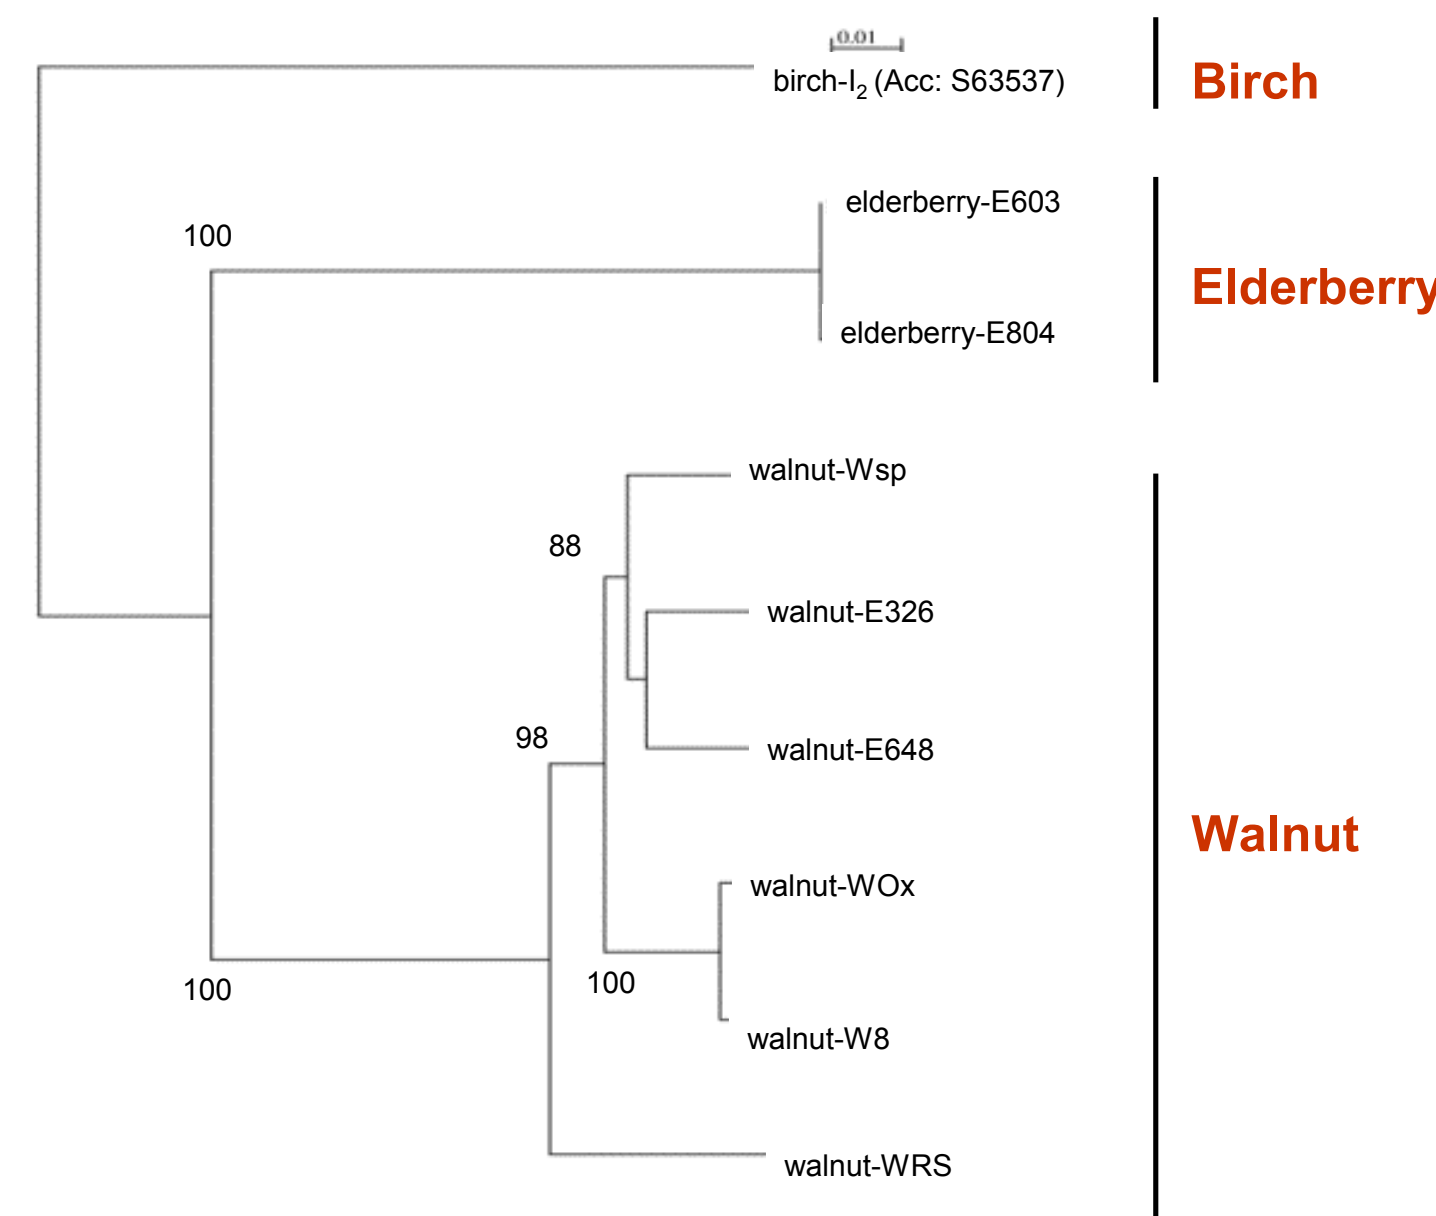 0.01
birch-I₂ (Acc: S63537)
Birch
elderberry-E603
100
Elderberry
elderberry-E804
walnut-Wsp
88
walnut-E326
98
walnut-E648
Walnut
walnut-WOx
100
100
walnut-W8
walnut-WRS